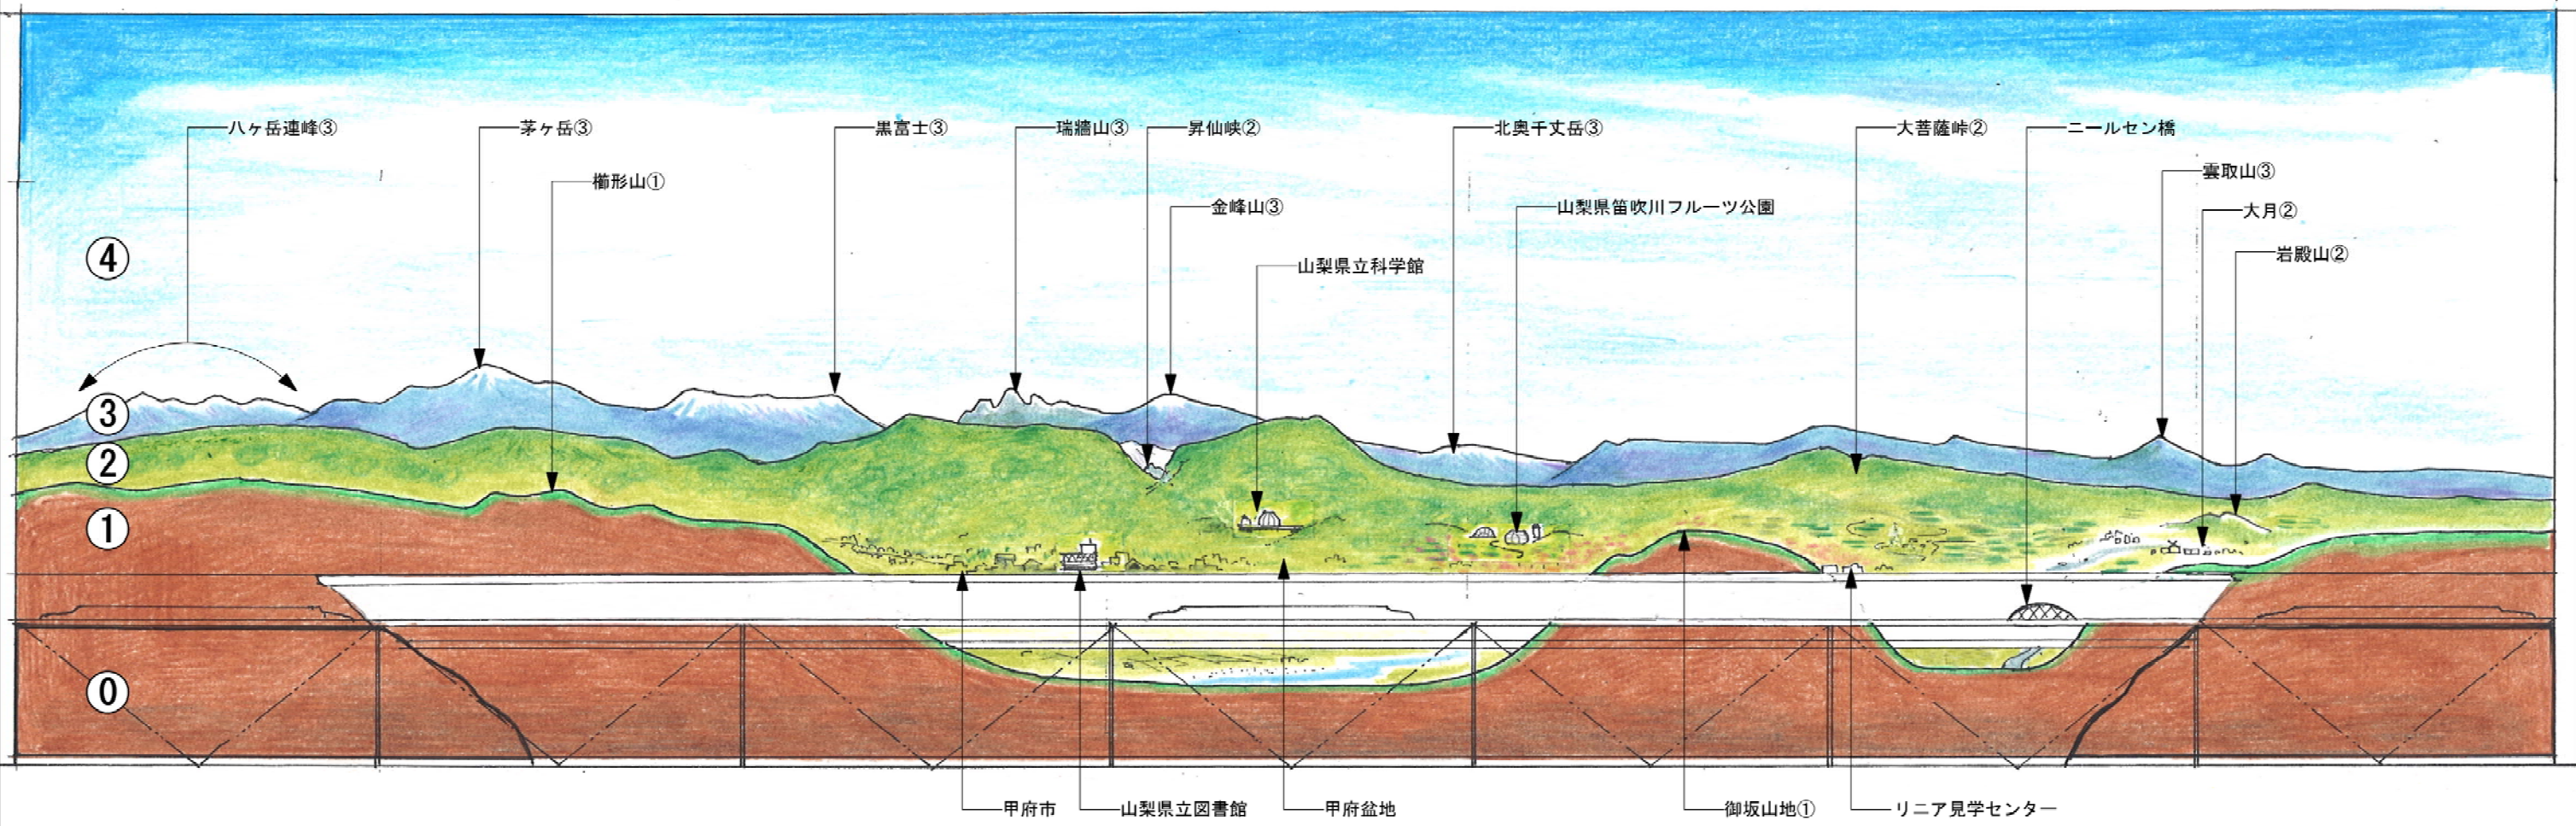 八ヶ岳連峰③
茅ヶ岳③
黒富士③
瑞牆山③
昇仙峡②
北奥千丈岳③
大菩薩峠②
ニールセン橋
雲取山③
櫛形山①
金峰山③
山梨県笛吹川フルーツ公園
大月②
④
山梨県立科学館
岩殿山②
③
②
①
⓪
甲府市
山梨県立図書館
甲府盆地
御坂山地①
リニア見学センター